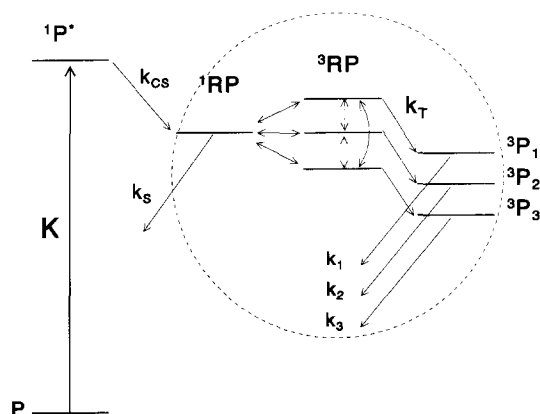 ¹P*
k_CS
¹RP
³RP
k_T
³P₁
³P₂
³P₃
k_S
K
k₁
k₂
k₃
P